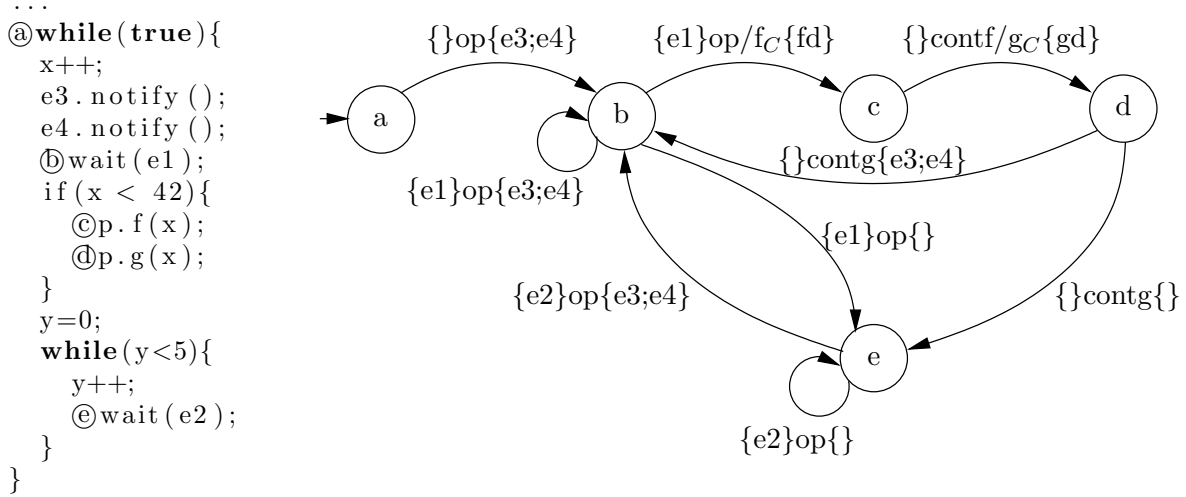 ...
ⓐwhile(true){
x++;
e3.notify();
e4.notify();
ⓑwait(e1);
if(x < 42){
ⓒp.f(x);
ⓓp.g(x);
}
y=0;
while(y<5){
y++;
ⓔwait(e2);
}
}
{}op{e3;e4}
{e1}op/f_C{fd}
{}contf/g_C{gd}
a
b
c
d
{}contg{e3;e4}
{e1}op{e3;e4}
{e1}op{}
{e2}op{e3;e4}
{}contg{}
e
{e2}op{}